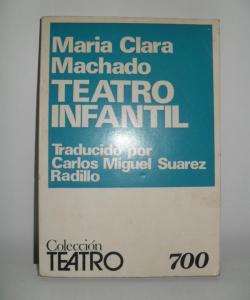 Maria Clara
Machado
TEATRO
INFANTIL
Traducido por
Carlos Miguel Suarez
Radillo
Colección
TEATRO
700